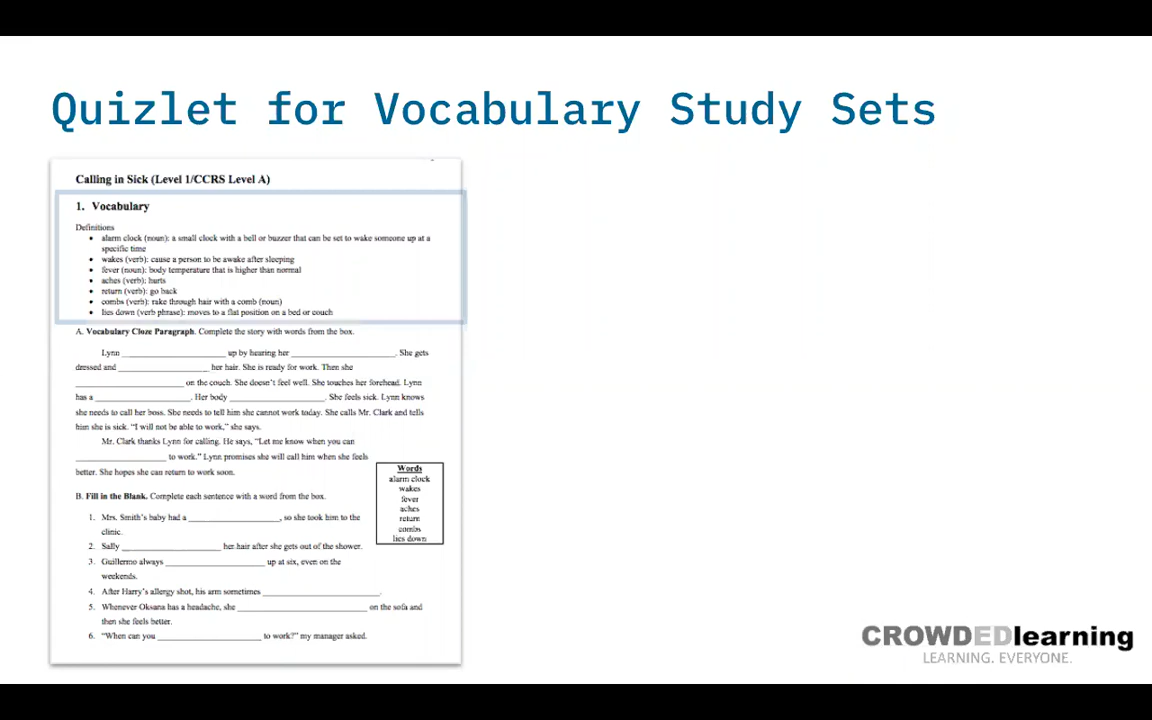 Quizlet for Vocabulary Study Sets
Calling in Sick (Level 1/CCRS Level A)
1. Vocabulary
Definitions
• alarm clock (noun): a small clock with a bell or buzzer that can be set to wake someone up at a
specific time
• wakes (verb): cause a person to be awake after sleeping
• fever (noun): body temperature that is higher than normal
• aches (verb): hurts
• return (verb): go back
• combs (verb): rake through hair with a comb (noun)
• lies down (verb phrase): moves to a flat position on a bed or couch
A. Vocabulary Cloze Paragraph. Complete the story with words from the box.
Lynn ____________________ up by hearing her ____________________. She gets
dressed and ____________________ her hair. She is ready for work. Then she
____________________ on the couch. She doesn't feel well. She touches her forehead. Lynn
has a ____________________. Her body ____________________. She feels sick. Lynn knows
she needs to call her boss. She needs to tell him she cannot work today. She calls Mr. Clark and tells
him she is sick. "I will not be able to work," she says.
Mr. Clark thanks Lynn for calling. He says, "Let me know when you can
____________________ to work." Lynn promises she will call him when she feels
better. She hopes she can return to work soon.
Words
alarm clock
wakes
fever
aches
return
combs
lies down
B. Fill in the Blank. Complete each sentence with a word from the box.
1. Mrs. Smith's baby had a ____________________, so she took him to the
clinic.
2. Sally ____________________ her hair after she gets out of the shower.
3. Guillermo always ____________________ up at six, even on the
weekends.
4. After Harry's allergy shot, his arm sometimes ____________________.
5. Whenever Oksana has a headache, she ____________________ on the sofa and
then she feels better.
6. "When can you ____________________ to work?" my manager asked.
CROWDEDlearning
LEARNING. EVERYONE.